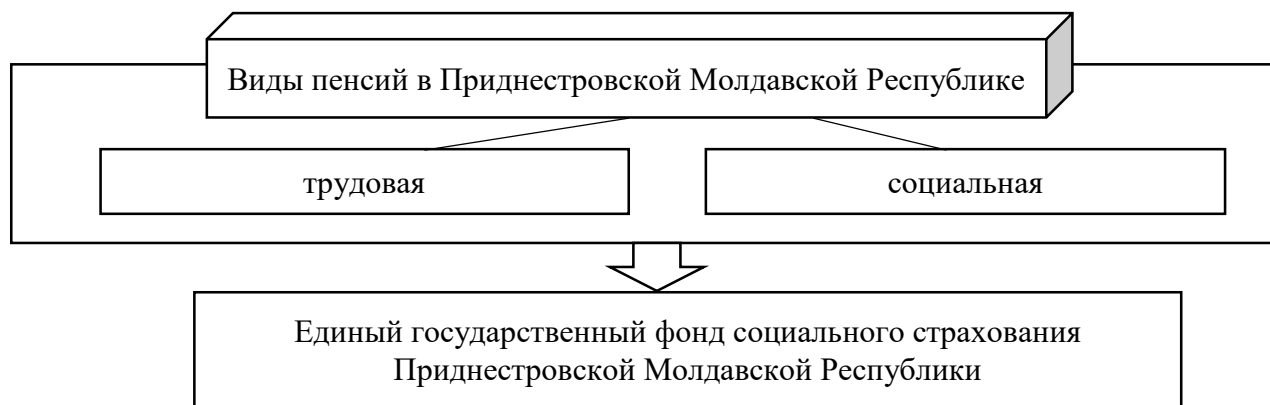 Виды пенсий в Приднестровской Молдавской Республике
трудовая
социальная
Единый государственный фонд социального страхования
Приднестровской Молдавской Республики